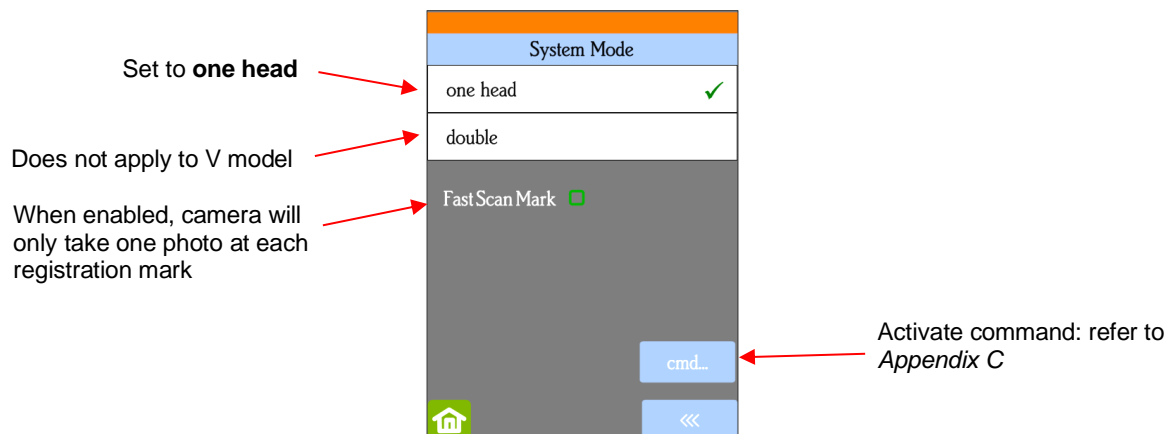 System Mode
Set to one head
one head
double
Does not apply to V model
Fast Scan Mark
When enabled, camera will
only take one photo at each
registration mark
Activate command: refer to
Appendix C
cmd...